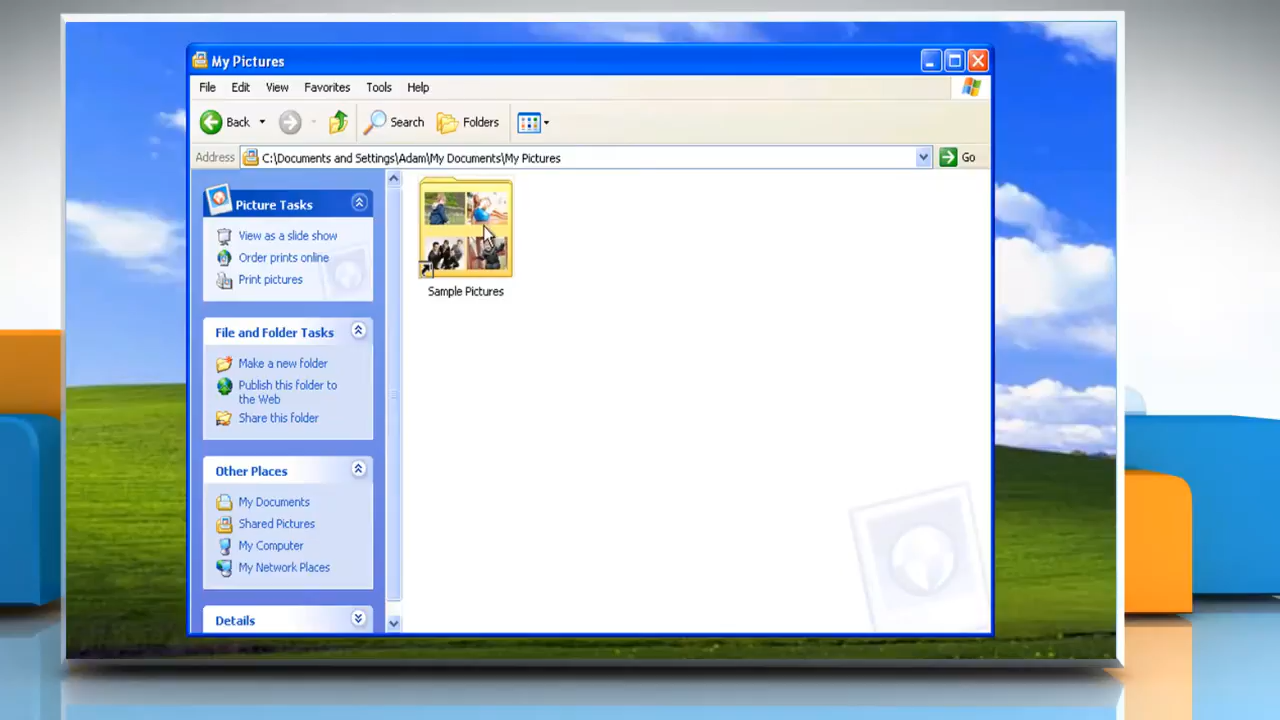 My Pictures
File Edit View Favorites Tools Help
Back Search Folders
Address C:\Documents and Settings\Adam\My Documents\My Pictures Go
Picture Tasks
View as a slide show
Order prints online
Print pictures
Sample Pictures
File and Folder Tasks
Make a new folder
Publish this folder to
the Web
Share this folder
Other Places
My Documents
Shared Pictures
My Computer
My Network Places
Details